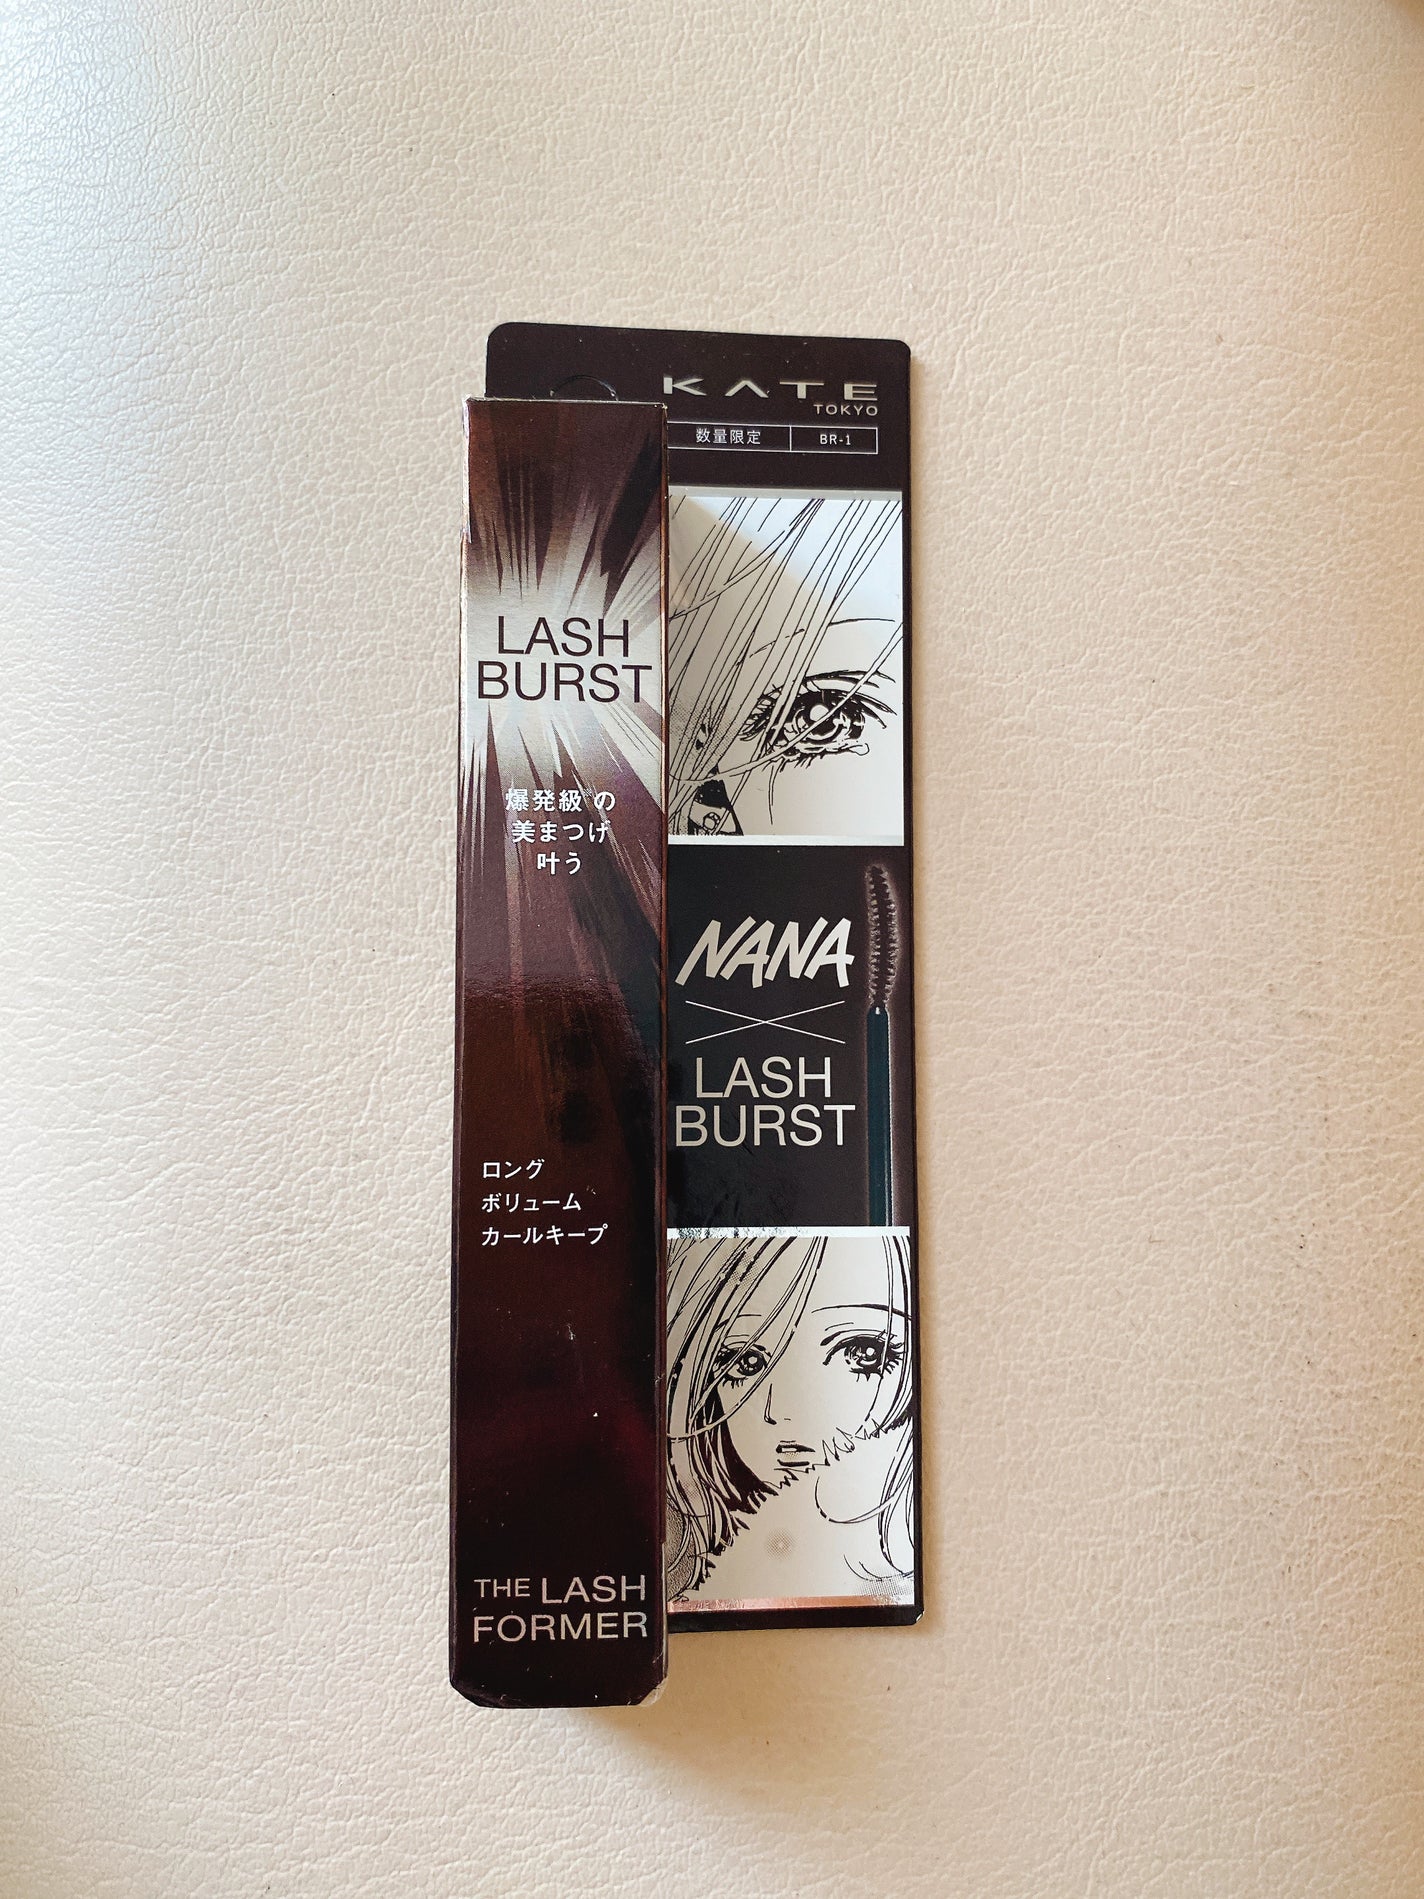 KATE
TOKYO
数量限定
BR-1
LASH
BURST
爆発級*の
美まつげ
叶う
ロング
ボリューム
カールキープ
THE LASH
FORMER
NANA
×
LASH
BURST